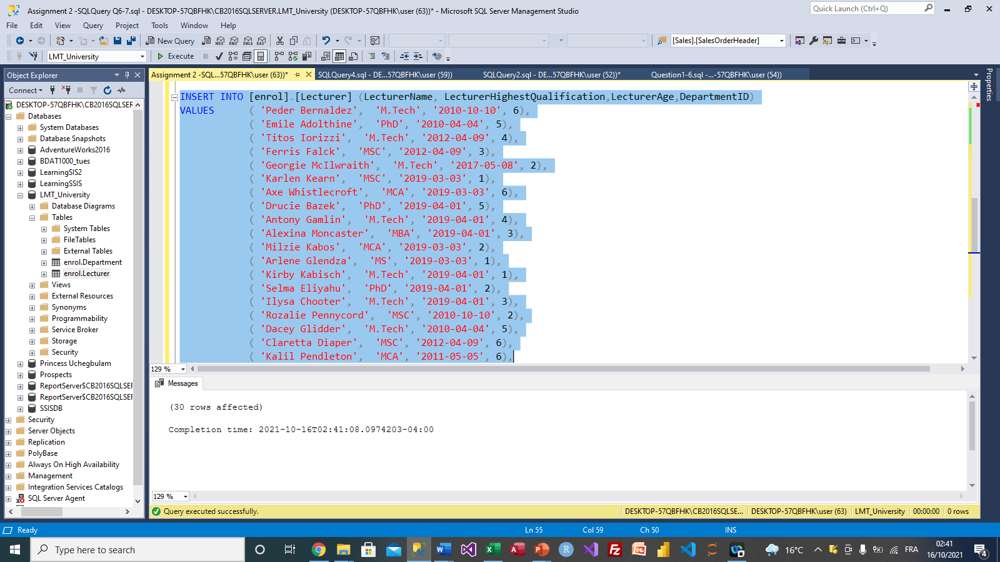 Assignment 2 -SQLQuery Q6-7.sql - DESKTOP-57QBFHK\CB2016SQLSERVER.LMT_University (DESKTOP-57QBFHK\user (63))* - Microsoft SQL Server Management Studio
Quick Launch (Ctrl+Q)
File Edit View Query Project Tools Window Help
New Query
MDX DMX XMLA DAX
[Sales].[SalesOrderHeader]
LMT_University
Execute
Object Explorer
Assignment 2 -SQL...57QBFHK\user (63))*
SQLQuery4.sql - DE...57QBFHK\user (59))
SQLQuery2.sql - DE...57QBFHK\user (52))*
Question1-6.sql -...-57QBFHK\user (54))
Properties
Connect
DESKTOP-57QBFHK\CB2016SQLSER
Databases
System Databases
Database Snapshots
AdventureWorks2016
BDAT1000_tues
LearningSIS2
LearningSSIS
LMT_University
Database Diagrams
Tables
System Tables
FileTables
External Tables
enrol.Department
enrol.Lecturer
Views
External Resources
Synonyms
Programmability
Service Broker
Storage
Security
Princess Uchegbulam
Prospects
ReportServer$CB2016SQLSEF
ReportServer$CB2016SQLSEF
SSISDB
Security
Server Objects
Replication
PolyBase
Always On High Availability
Management
Integration Services Catalogs
SQL Server Agent
INSERT INTO [enrol].[Lecturer] (LecturerName, LecturerHighestQualification,LecturerAge,DepartmentID)
VALUES ( 'Peder Bernaldez', 'M.Tech', '2010-10-10', 6),
( 'Emile Adolthine', 'PhD', '2010-04-04', 5),
( 'Titos Iorizzi', 'M.Tech', '2012-04-09', 4),
( 'Ferris Falck', 'MSC', '2012-04-09', 3),
( 'Georgie McIlwraith', 'M.Tech', '2017-05-08', 2),
( 'Karlen Kearn', 'MSC', '2019-03-03', 1),
( 'Axe Whistlecroft', 'MCA', '2019-03-03', 6),
( 'Drucie Bazek', 'PhD', '2019-04-01', 5),
( 'Antony Gamlin', 'M.Tech', '2019-04-01', 4),
( 'Alexina Moncaster', 'MBA', '2019-04-01', 3),
( 'Milzie Kabos', 'MCA', '2019-03-03', 2),
( 'Arlene Glendza', 'MS', '2019-03-03', 1),
( 'Kirby Kabisch', 'M.Tech', '2019-04-01', 1),
( 'Selma Eliyahu', 'PhD', '2019-04-01', 2),
( 'Ilysa Chooter', 'M.Tech', '2019-04-01', 3),
( 'Rozalie Pennycord', 'MSC', '2010-10-10', 2),
( 'Dacey Glidder', 'M.Tech', '2010-04-04', 5),
( 'Claretta Diaper', 'MSC', '2012-04-09', 6),
( 'Kalil Pendleton', 'MCA', '2011-05-05', 6),
129 %
Messages
(30 rows affected)
Completion time: 2021-10-16T02:41:08.0974203-04:00
129 %
Query executed successfully.
DESKTOP-57QBFHK\CB2016SQLSE... DESKTOP-57QBFHK\user (63) LMT_University 00:00:00 0 rows
Ready Ln 55 Col 59 Ch 50 INS
Type here to search
16°C
FRA
02:41
16/10/2021
4